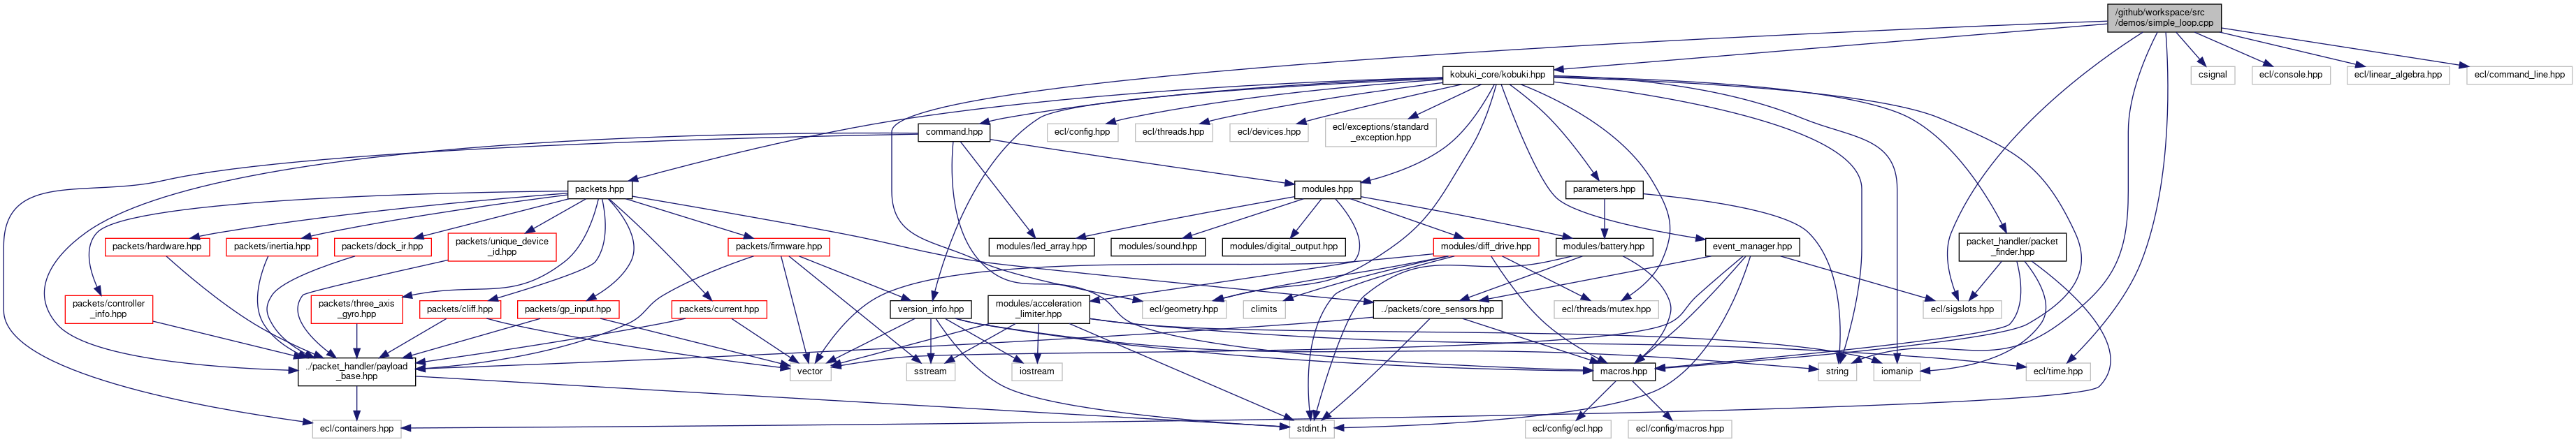 /github/workspace/src
/demos/simple_loop.cpp
kobuki_core/kobuki.hpp
csignal
ecl/console.hpp
ecl/linear_algebra.hpp
ecl/command_line.hpp
command.hpp
ecl/config.hpp
ecl/threads.hpp
ecl/devices.hpp
ecl/exceptions/standard
_exception.hpp
packets.hpp
modules.hpp
parameters.hpp
packets/hardware.hpp
packets/inertia.hpp
packets/dock_ir.hpp
packets/unique_device
_id.hpp
packets/firmware.hpp
modules/led_array.hpp
modules/sound.hpp
modules/digital_output.hpp
modules/diff_drive.hpp
modules/battery.hpp
event_manager.hpp
packet_handler/packet
_finder.hpp
packets/controller
_info.hpp
packets/three_axis
_gyro.hpp
packets/cliff.hpp
packets/gp_input.hpp
packets/current.hpp
version_info.hpp
modules/acceleration
_limiter.hpp
ecl/geometry.hpp
climits
../packets/core_sensors.hpp
ecl/threads/mutex.hpp
ecl/sigslots.hpp
../packet_handler/payload
_base.hpp
vector
sstream
iostream
macros.hpp
string
iomanip
ecl/time.hpp
ecl/containers.hpp
stdint.h
ecl/config/ecl.hpp
ecl/config/macros.hpp